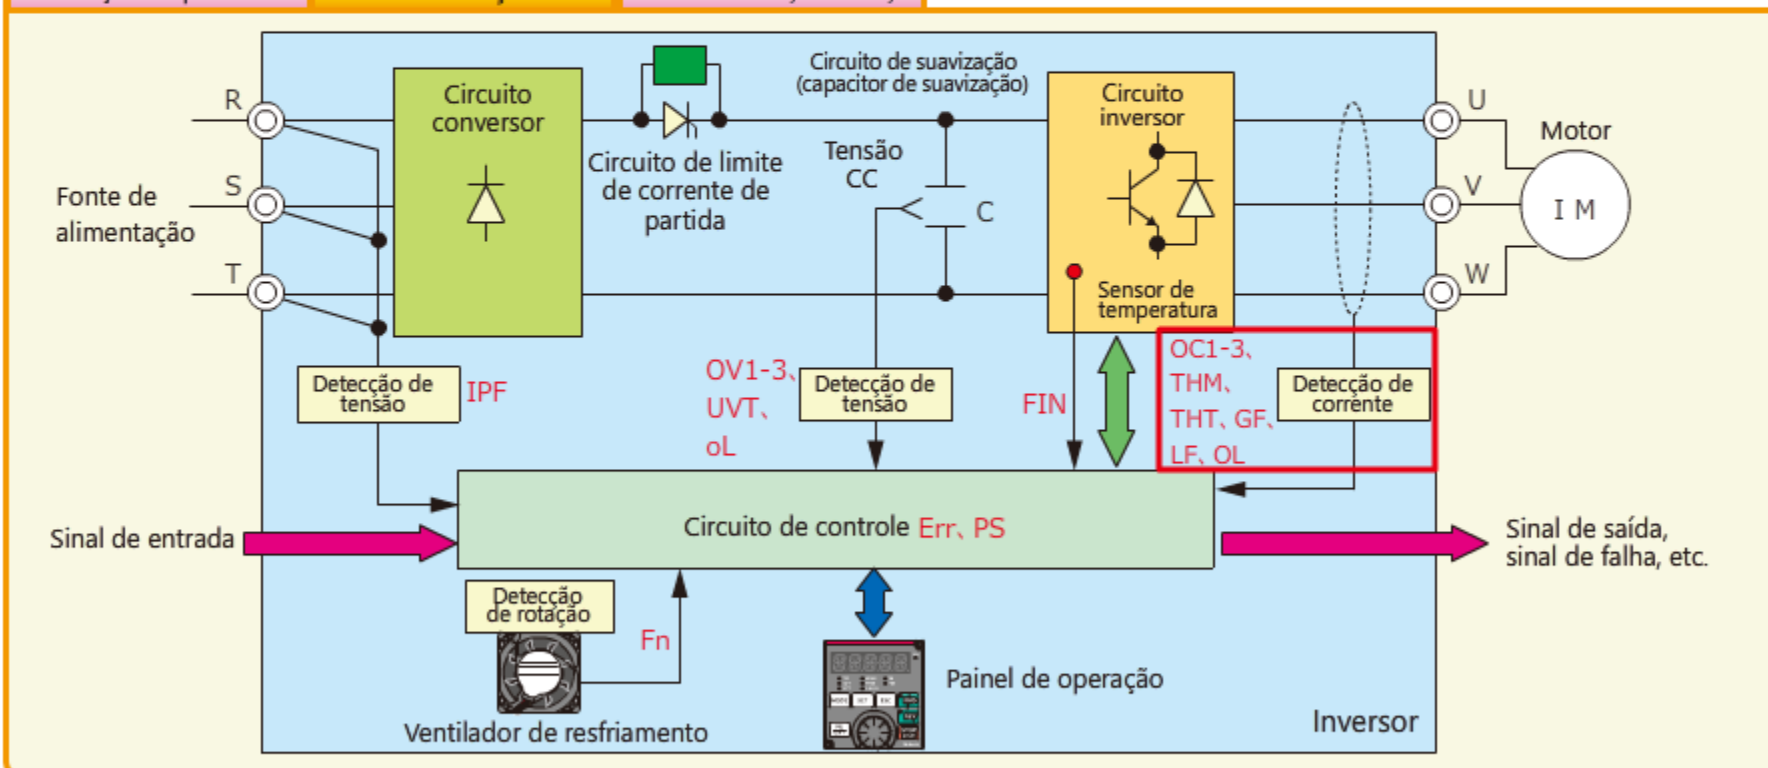 Circuito
conversor
Circuito de suavização
(capacitor de suavização)
Circuito
inversor
R
S
T
Fonte de
alimentação
Circuito de limite
de corrente de
partida
Tensão
CC
C
Sensor de
temperatura
U
V
W
Motor
I M
Detecção de
tensão
IPF
OV1-3、
UVT、
oL
Detecção de
tensão
FIN
OC1-3、
THM、
THT、GF、
LF、OL
Detecção de
corrente
Sinal de entrada
Circuito de controle Err、PS
Sinal de saída,
sinal de falha, etc.
Detecção
de rotação
Fn
Ventilador de resfriamento
Painel de operação
Inversor